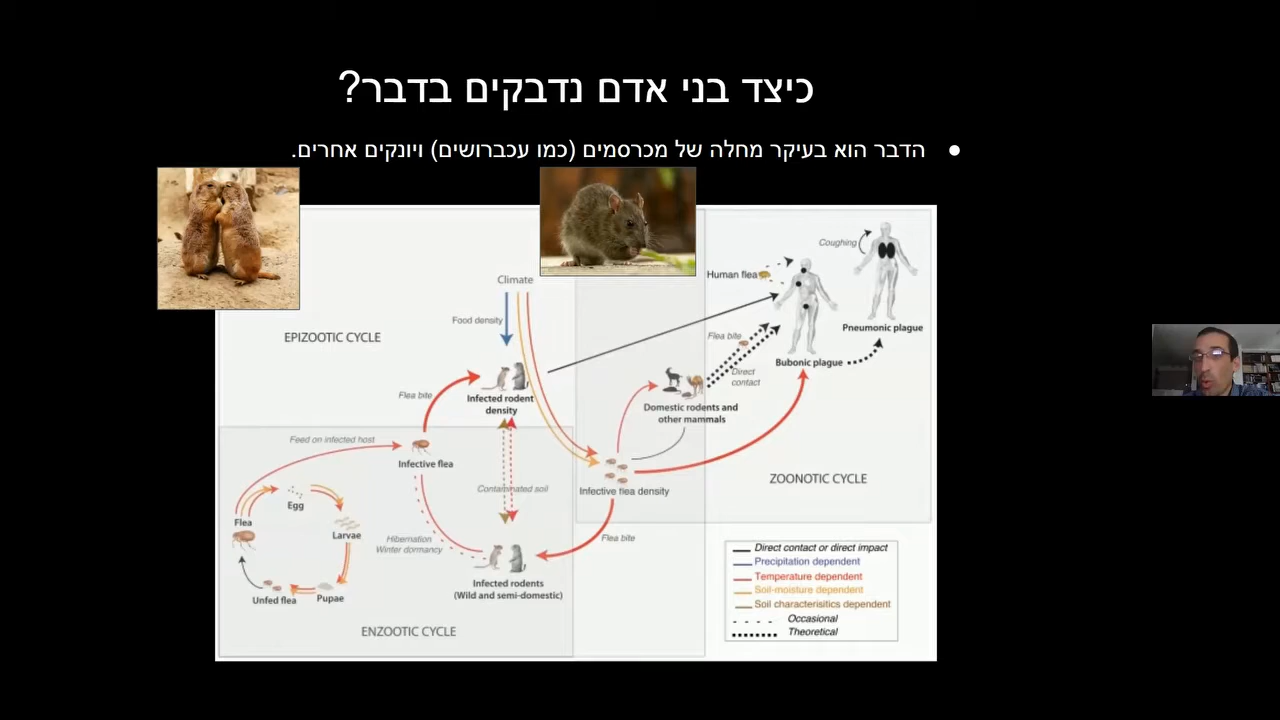 כיצד בני אדם נדבקים בדבר?
● הדבר הוא בעיקר מחלה של מכרסמים (כמו עכברושים) ויונקים אחרים.
Climate
Food density
EPIZOOTIC CYCLE
Flea bite
Infected rodent
density
Feed on infected host
Infective flea
Contaminated soil
Egg
Flea
Larvae
Hibernation
Winter dormancy
Unfed flea
Pupae
Infected rodents
(Wild and semi-domestic)
ENZOOTIC CYCLE
Human flea
Coughing
Pneumonic plague
Flea bite
Bubonic plague
Direct
contact
Domestic rodents and
other mammals
Infective flea density
ZOONOTIC CYCLE
Flea bite
Direct contact or direct impact
Precipitation dependent
Temperature dependent
Soil-moisture dependent
Soil characterisitics dependent
Occasional
Theoretical